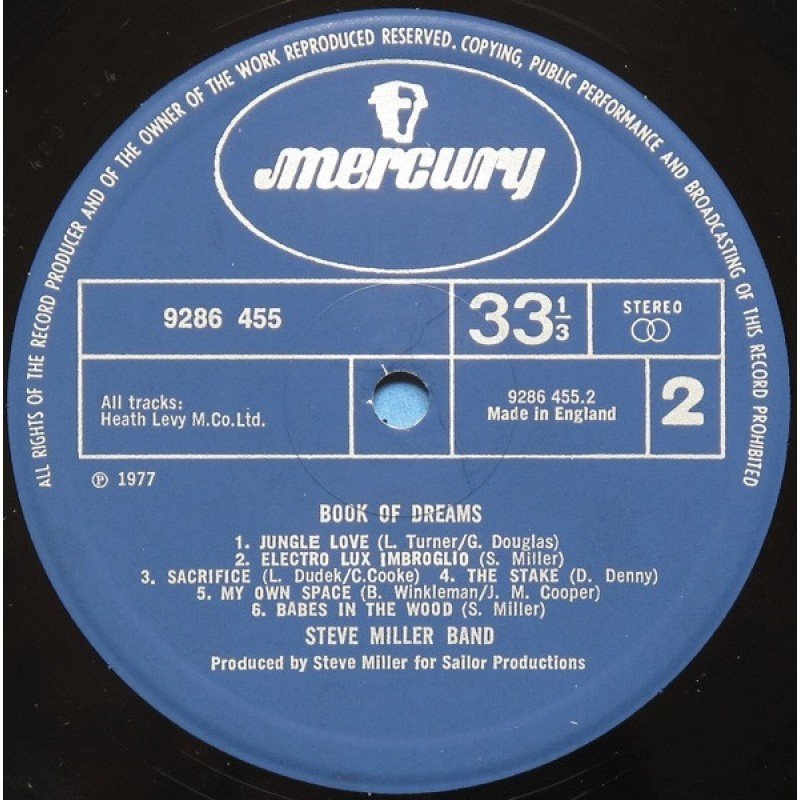 ALL RIGHTS OF THE RECORD PRODUCER AND OF THE OWNER OF THE WORK REPRODUCED RESERVED. COPYING, PUBLIC PERFORMANCE AND BROADCASTING OF THIS RECORD PROHIBITED
mercury
9286 455
33 1/3
STEREO
All tracks:
Heath Levy M.Co.Ltd.
9286 455.2
Made in England
2
℗ 1977
BOOK OF DREAMS
1. JUNGLE LOVE (L. Turner/G. Douglas)
2. ELECTRO LUX IMBROGLIO (S. Miller)
3. SACRIFICE (L. Dudek/C.Cooke) 4. THE STAKE (D. Denny)
5. MY OWN SPACE (B. Winkleman/J. M. Cooper)
6. BABES IN THE WOOD (S. Miller)
STEVE MILLER BAND
Produced by Steve Miller for Sailor Productions